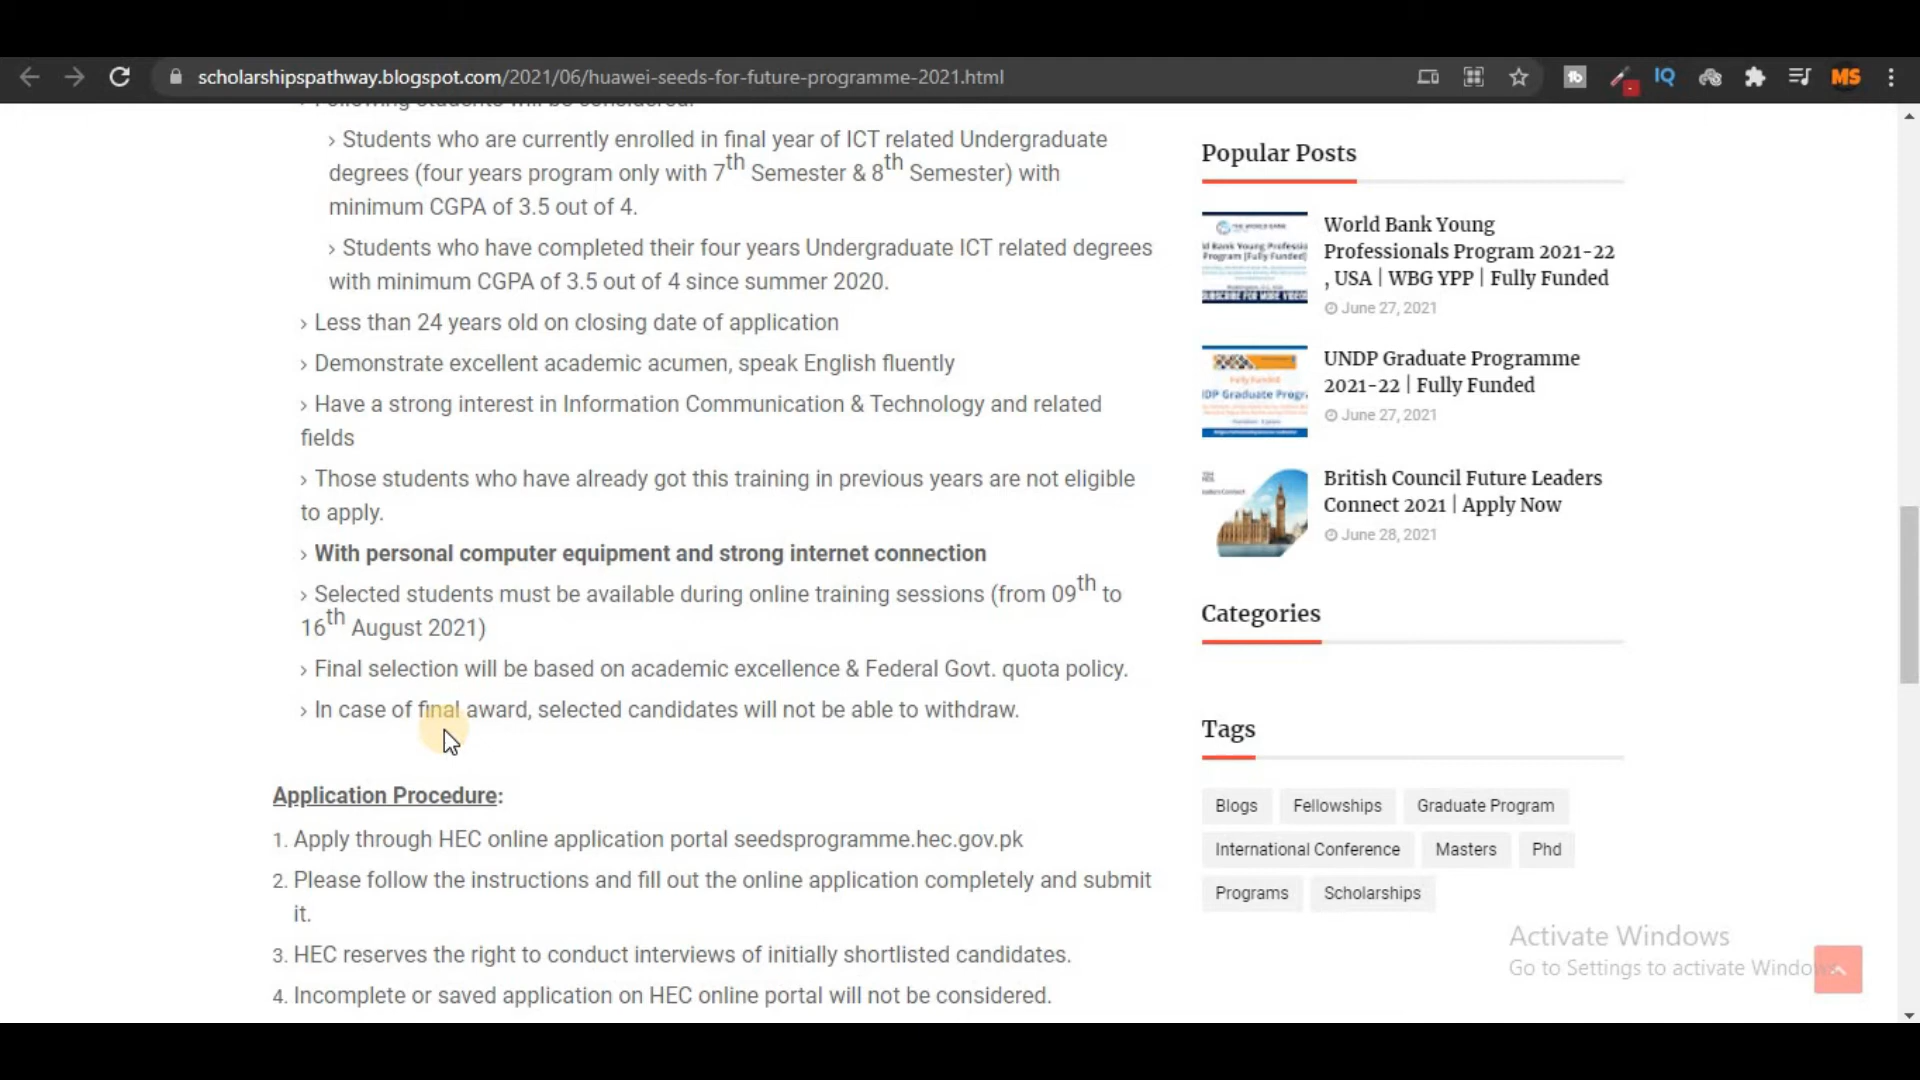 scholarshipspathway.blogspot.com/2021/06/huawei-seeds-for-future-programme-2021.html
MS
IQ
Following students will be considered:
› Students who are currently enrolled in final year of ICT related Undergraduate
degrees (four years program only with 7th Semester & 8th Semester) with
minimum CGPA of 3.5 out of 4.
› Students who have completed their four years Undergraduate ICT related degrees
with minimum CGPA of 3.5 out of 4 since summer 2020.
› Less than 24 years old on closing date of application
› Demonstrate excellent academic acumen, speak English fluently
› Have a strong interest in Information Communication & Technology and related
fields
› Those students who have already got this training in previous years are not eligible
to apply.
› With personal computer equipment and strong internet connection
› Selected students must be available during online training sessions (from 09th to
16th August 2021)
› Final selection will be based on academic excellence & Federal Govt. quota policy.
› In case of final award, selected candidates will not be able to withdraw.
Application Procedure:
1. Apply through HEC online application portal seedsprogramme.hec.gov.pk
2. Please follow the instructions and fill out the online application completely and submit
it.
3. HEC reserves the right to conduct interviews of initially shortlisted candidates.
4. Incomplete or saved application on HEC online portal will not be considered.
Popular Posts
World Bank Young
Professionals Program 2021-22
, USA | WBG YPP | Fully Funded
June 27, 2021
UNDP Graduate Programme
2021-22 | Fully Funded
June 27, 2021
British Council Future Leaders
Connect 2021 | Apply Now
June 28, 2021
Categories
Tags
Blogs
Fellowships
Graduate Program
International Conference
Masters
Phd
Programs
Scholarships
Activate Windows
Go to Settings to activate Windows